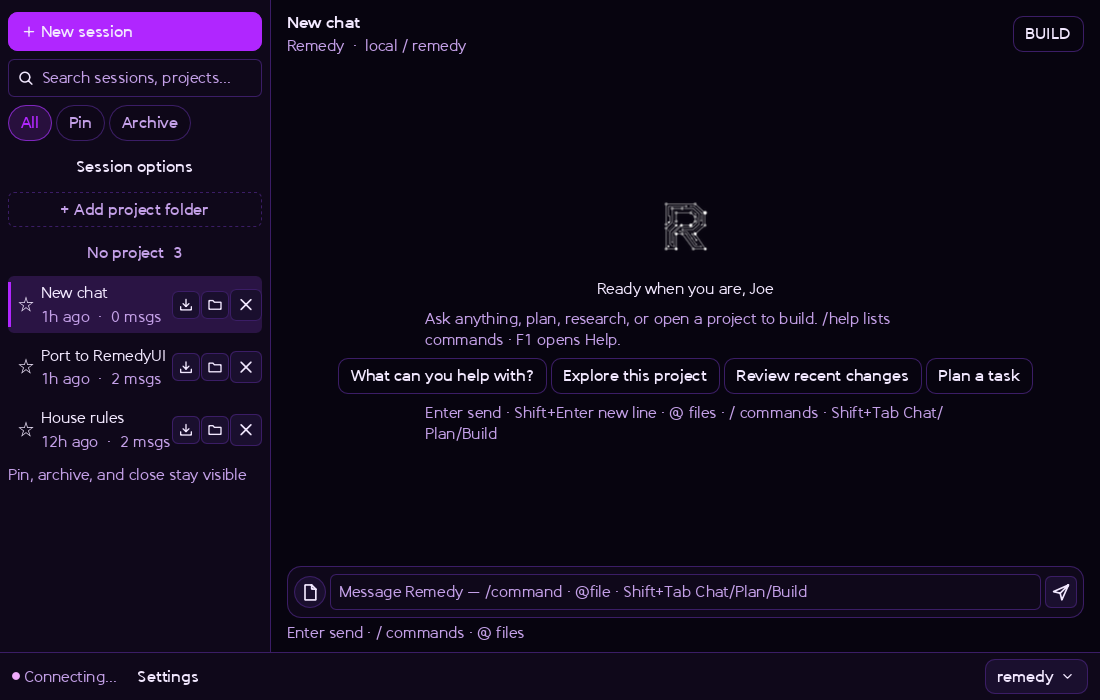 + New session
Search sessions, projects...
All Pin Archive
Session options
+ Add project folder
No project 3
New chat
1h ago · 0 msgs
Port to RemedyUI
1h ago · 2 msgs
House rules
12h ago · 2 msgs
Pin, archive, and close stay visible
New chat
Remedy · local / remedy
BUILD
R
Ready when you are, Joe
Ask anything, plan, research, or open a project to build. /help lists
commands · F1 opens Help.
What can you help with? Explore this project Review recent changes Plan a task
Enter send · Shift+Enter new line · @ files · / commands · Shift+Tab Chat/
Plan/Build
Message Remedy — /command · @file · Shift+Tab Chat/Plan/Build
Enter send · / commands · @ files
Connecting... Settings
remedy